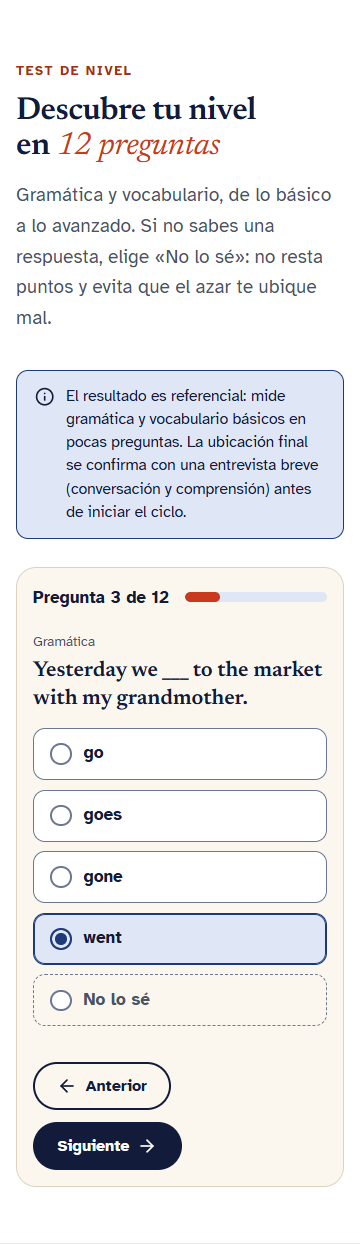 TEST DE NIVEL
Descubre tu nivel
en 12 preguntas
Gramática y vocabulario, de lo básico
a lo avanzado. Si no sabes una
respuesta, elige «No lo sé»: no resta
puntos y evita que el azar te ubique
mal.
El resultado es referencial: mide
gramática y vocabulario básicos en
pocas preguntas. La ubicación final
se confirma con una entrevista breve
(conversación y comprensión) antes
de iniciar el ciclo.
Pregunta 3 de 12
Gramática
Yesterday we ___ to the market
with my grandmother.
go
goes
gone
went
No lo sé
← Anterior
Siguiente →